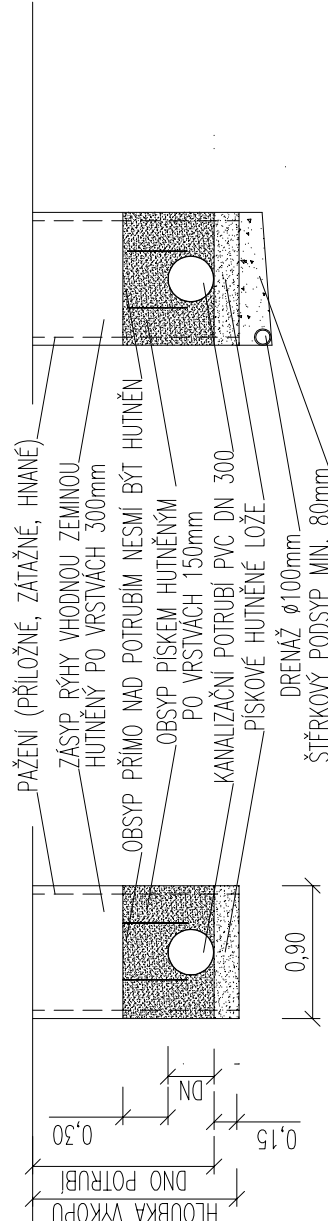 PAŽENÍ (PŘÍLOŽNÉ, ZÁTAŽNÉ, HNANÉ)
ZÁSYP RÝHY VHODNOU ZEMINOU
HUTNĚNÝ PO VRSTVÁCH 300mm
OBSYP PŘÍMO NAD POTRUBÍM NESMÍ BÝT HUTNĚN
OBSYP PÍSKEM HUTNĚNÝM
PO VRSTVÁCH 150mm
KANALIZAČNÍ POTRUBÍ PVC DN 300
PÍSKOVÉ HUTNĚNÉ LOŽE
DRENÁŽ ø100mm
ŠTĚRKOVÝ PODSYP MIN. 80mm
0,90
0,30
DN
0,15
DNO POTRUBÍ
HLOUBKA VÝKOPU